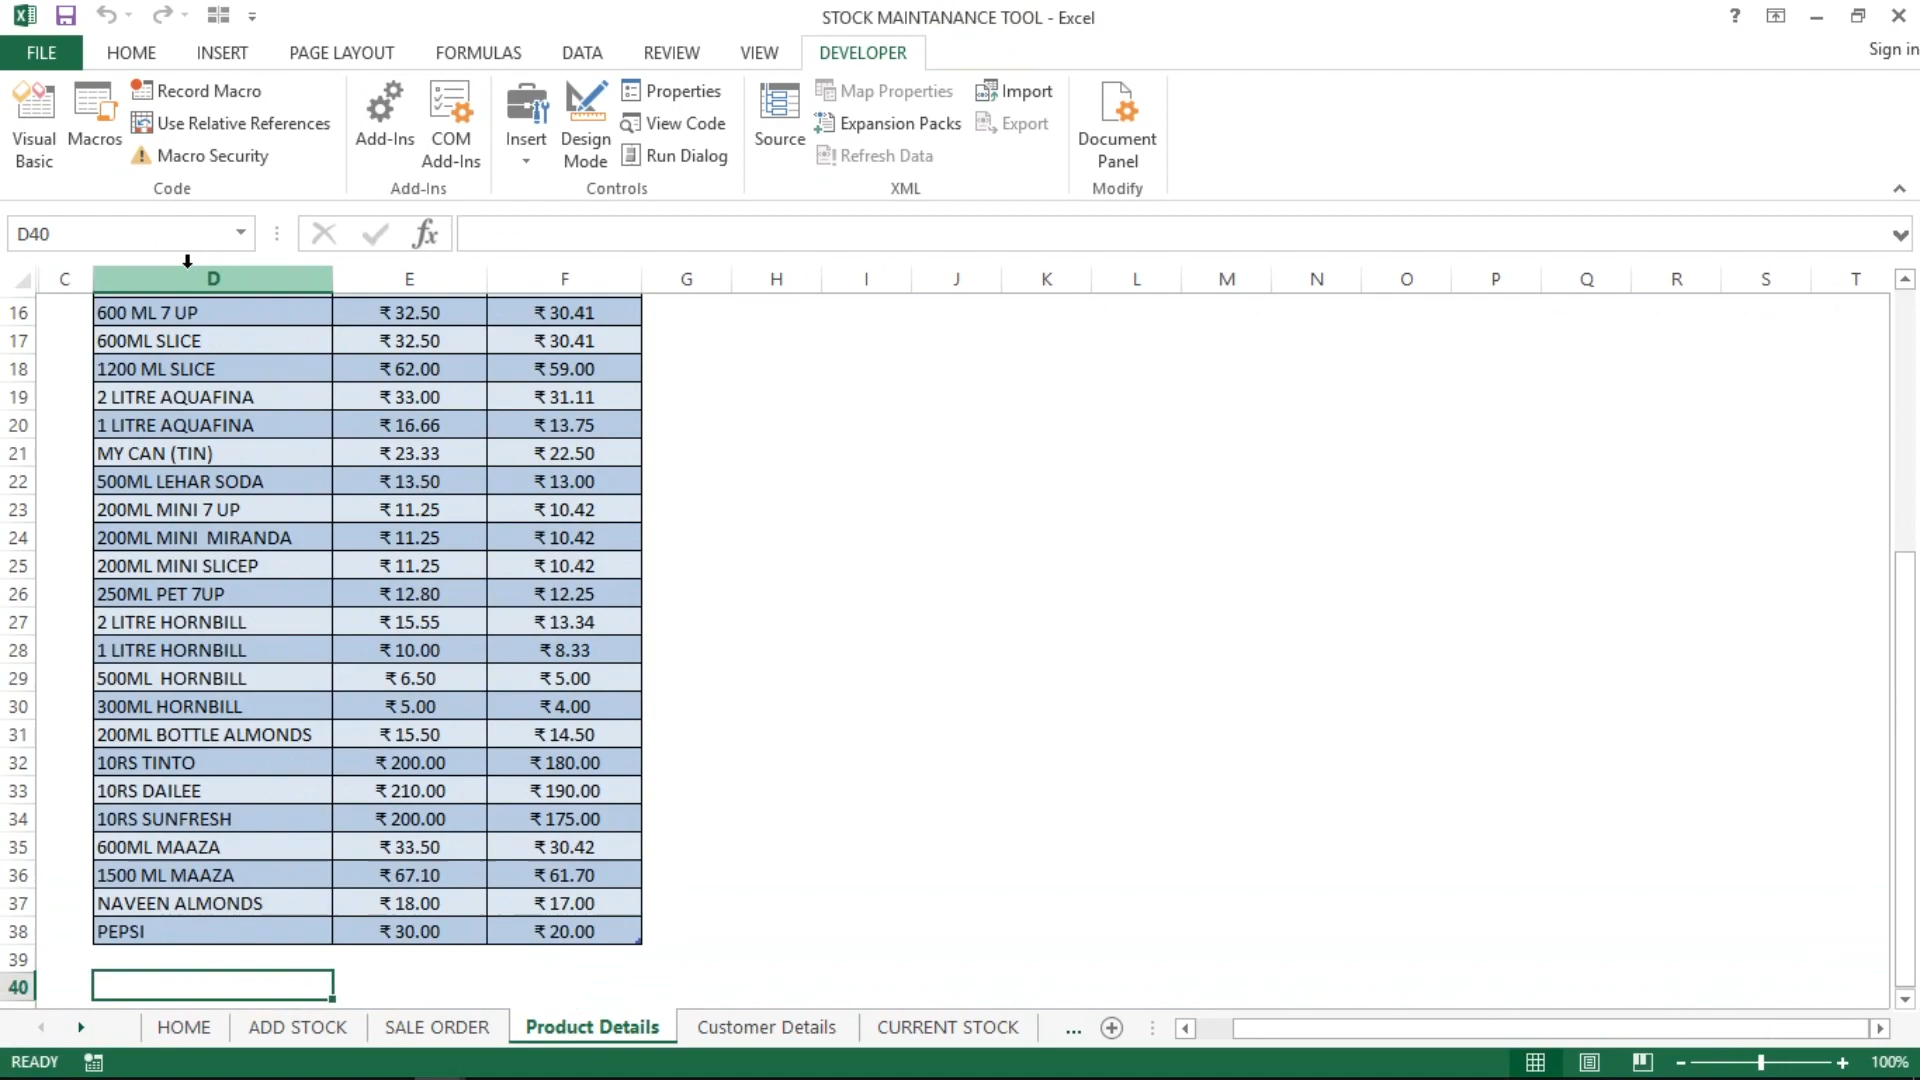 STOCK MAINTANANCE TOOL - Excel
?
Sign in
FILE HOME INSERT PAGE LAYOUT FORMULAS DATA REVIEW VIEW DEVELOPER
Visual Basic
Macros
Record Macro
Use Relative References
Macro Security
Code
Add-Ins
COM Add-Ins
Add-Ins
Insert
Design Mode
Properties
View Code
Run Dialog
Controls
Source
Map Properties
Expansion Packs
Refresh Data
Import
Export
XML
Document Panel
Modify
D40
fx
C D E F G H I J K L M N O P Q R S T
16 600 ML 7 UP ₹ 32.50 ₹ 30.41
17 600ML SLICE ₹ 32.50 ₹ 30.41
18 1200 ML SLICE ₹ 62.00 ₹ 59.00
19 2 LITRE AQUAFINA ₹ 33.00 ₹ 31.11
20 1 LITRE AQUAFINA ₹ 16.66 ₹ 13.75
21 MY CAN (TIN) ₹ 23.33 ₹ 22.50
22 500ML LEHAR SODA ₹ 13.50 ₹ 13.00
23 200ML MINI 7 UP ₹ 11.25 ₹ 10.42
24 200ML MINI  MIRANDA ₹ 11.25 ₹ 10.42
25 200ML MINI SLICEP ₹ 11.25 ₹ 10.42
26 250ML PET 7UP ₹ 12.80 ₹ 12.25
27 2 LITRE HORNBILL ₹ 15.55 ₹ 13.34
28 1 LITRE HORNBILL ₹ 10.00 ₹ 8.33
29 500ML  HORNBILL ₹ 6.50 ₹ 5.00
30 300ML HORNBILL ₹ 5.00 ₹ 4.00
31 200ML BOTTLE ALMONDS ₹ 15.50 ₹ 14.50
32 10RS TINTO ₹ 200.00 ₹ 180.00
33 10RS DAILEE ₹ 210.00 ₹ 190.00
34 10RS SUNFRESH ₹ 200.00 ₹ 175.00
35 600ML MAAZA ₹ 33.50 ₹ 30.42
36 1500 ML MAAZA ₹ 67.10 ₹ 61.70
37 NAVEEN ALMONDS ₹ 18.00 ₹ 17.00
38 PEPSI ₹ 30.00 ₹ 20.00
39
40
HOME ADD STOCK SALE ORDER Product Details Customer Details CURRENT STOCK ...
READY
100%